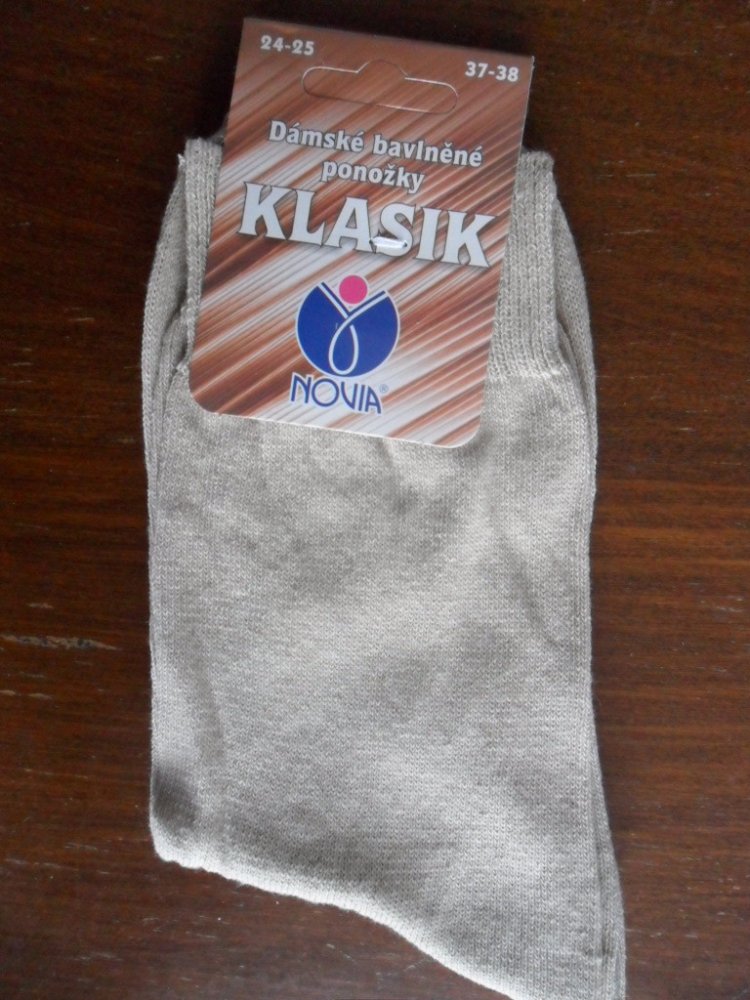 24-25
37-38
Dámské bavlněné
ponožky
KLASIK
NOVIA®